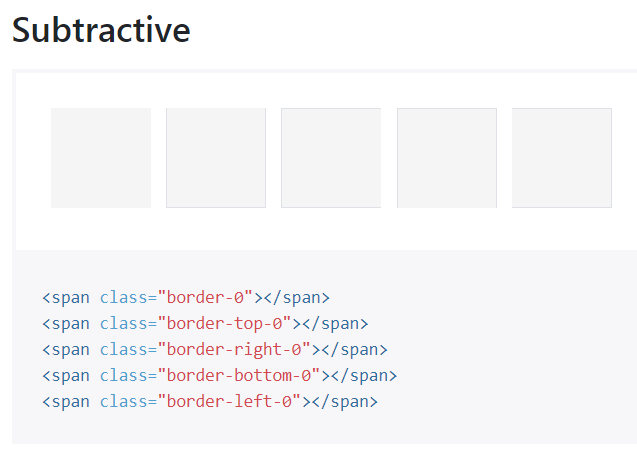 Subtractive
<span class="border-0"></span>
<span class="border-top-0"></span>
<span class="border-right-0"></span>
<span class="border-bottom-0"></span>
<span class="border-left-0"></span>